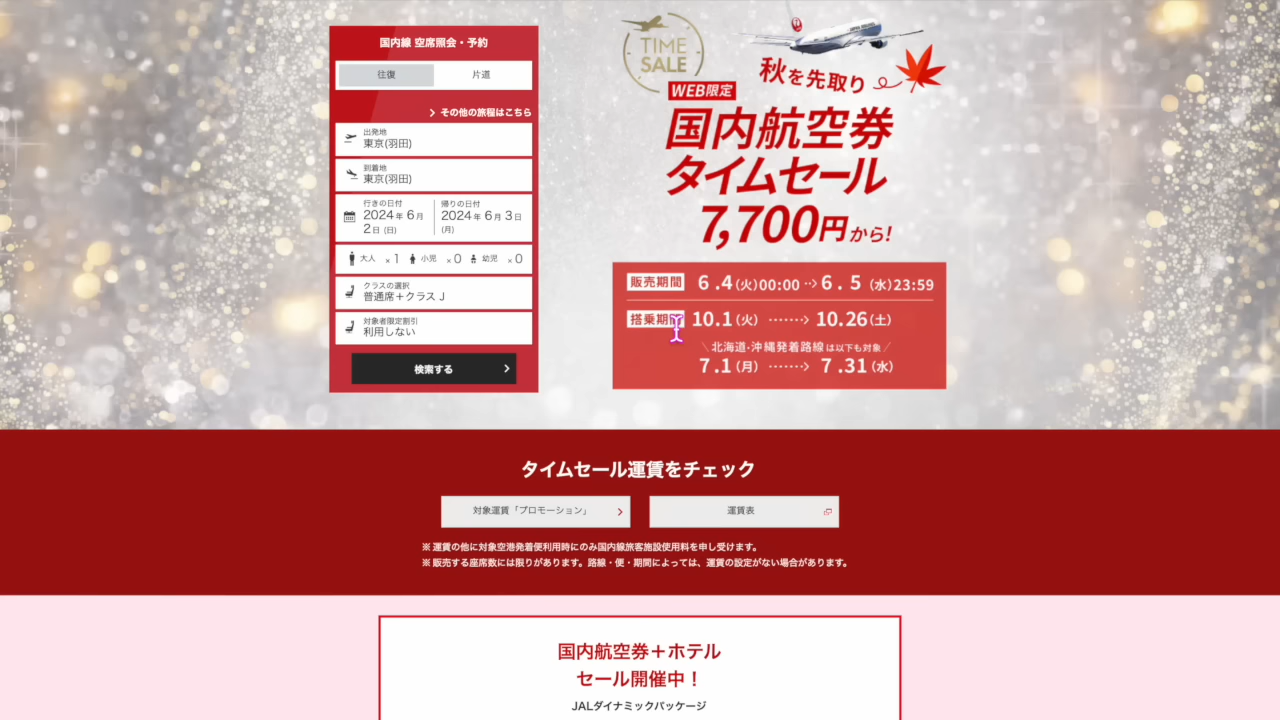 国内線 空席照会・予約
往復
片道
その他の旅程はこちら
出発地
東京(羽田)
到着地
東京(羽田)
行きの日付
2024年 6月
2日 (日)
帰りの日付
2024年 6月 3日
(月)
大人 ×1 小児 ×0 幼児 ×0
クラスの選択
普通席＋クラス J
対象者限定割引
利用しない
検索する
TIME
SALE
秋を先取り
WEB限定
国内航空券
タイムセール
7,700円から!
販売期間 6.4(火)00:00 ··> 6.5 (水)23:59
搭乗期間 10.1(火) ·······> 10.26(土)
＼北海道・沖縄発着路線は以下も対象／
7.1(月) ·······> 7.31(水)
タイムセール運賃をチェック
対象運賃「プロモーション」
運賃表
※ 運賃の他に対象空港発着便利用時にのみ国内線旅客施設使用料を申し受けます。
※ 販売する座席数には限りがあります。路線・便・期間によっては、運賃の設定がない場合があります。
国内航空券＋ホテル
セール開催中！
JALダイナミックパッケージ